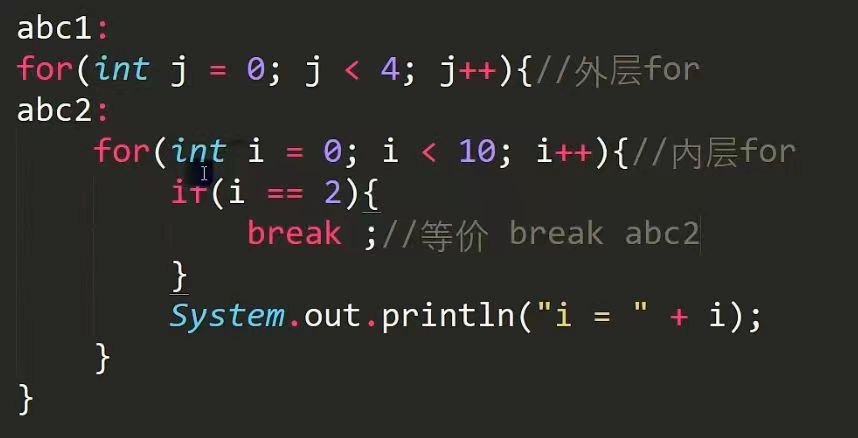 abc1:
for(int j = 0; j < 4; j++){//外层for
abc2:
    for(int i = 0; i < 10; i++){//内层for
        if(i == 2){
            break ;//等价 break abc2
        }
        System.out.println("i = " + i);
    }
}